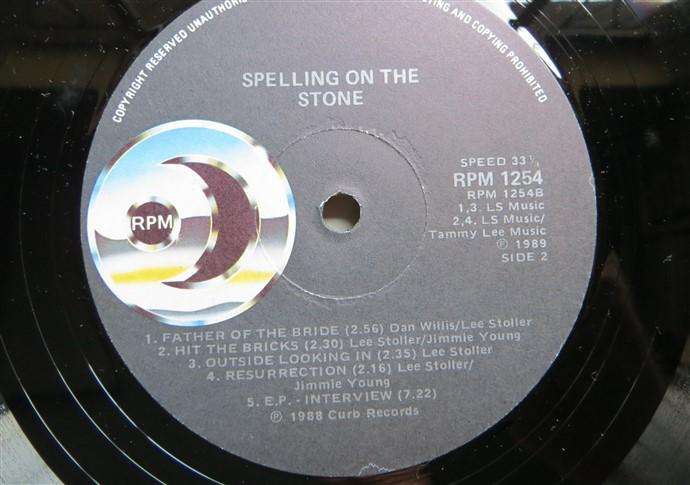 COPYRIGHT RESERVED UNAUTHORIS
ING AND COPYING PROHIBITED
SPELLING ON THE
STONE
RPM
SPEED 33⅓
RPM 1254
RPM 1254B
1,3. LS Music
2,4. LS Music/
Tammy Lee Music
℗ 1989
SIDE 2
1. FATHER OF THE BRIDE (2.56) Dan Willis/Lee Stoller
2. HIT THE BRICKS (2.30) Lee Stoller/Jimmie Young
3. OUTSIDE LOOKING IN (2.35) Lee Stoller
4. RESURRECTION (2.16) Lee Stoller/
Jimmie Young
5. E.P. - INTERVIEW (7.22)
℗ 1988 Curb Records